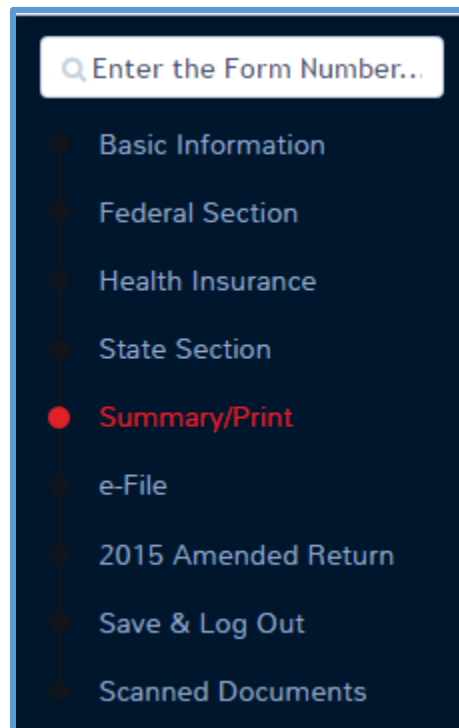 Enter the Form Number...
Basic Information
Federal Section
Health Insurance
State Section
Summary/Print
e-File
2015 Amended Return
Save & Log Out
Scanned Documents